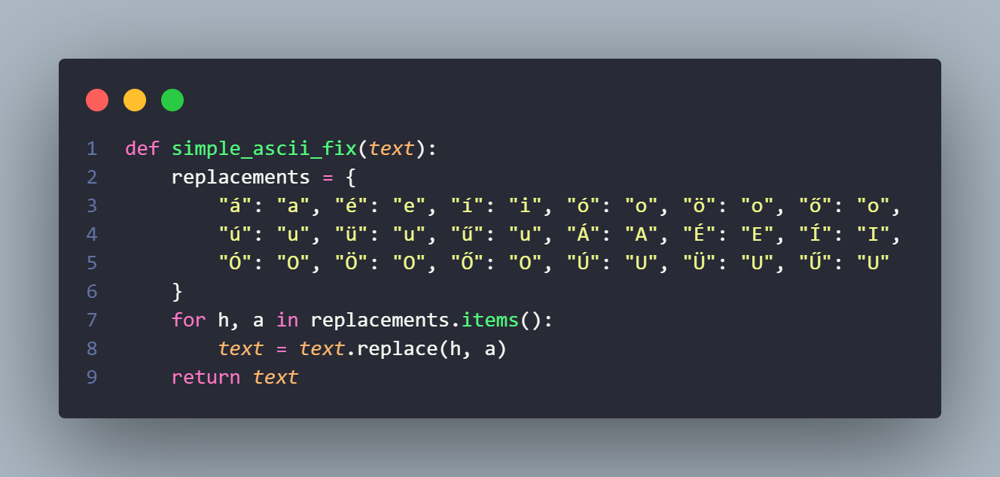 1 def simple_ascii_fix(text):
2     replacements = {
3         "á": "a", "é": "e", "í": "i", "ó": "o", "ö": "o", "ő": "o",
4         "ú": "u", "ü": "u", "ű": "u", "Á": "A", "É": "E", "Í": "I",
5         "Ó": "O", "Ö": "O", "Ő": "O", "Ú": "U", "Ü": "U", "Ű": "U"
6     }
7     for h, a in replacements.items():
8         text = text.replace(h, a)
9     return text